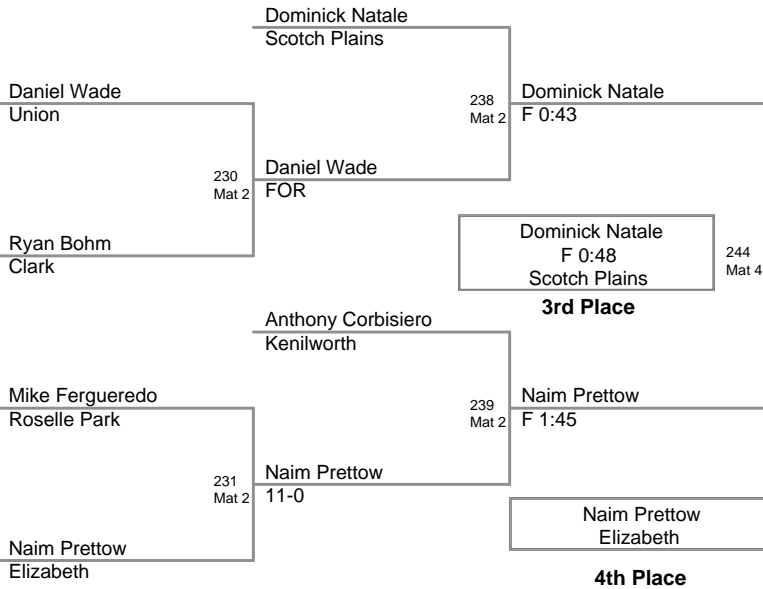 Dominick Natale
Scotch Plains
Daniel Wade
Union
238
Mat 2
Dominick Natale
F 0:43
230
Mat 2
Daniel Wade
FOR
Ryan Bohm
Clark
Dominick Natale
F 0:48
Scotch Plains
244
Mat 4
3rd Place
Anthony Corbisiero
Kenilworth
Mike Fergueredo
Roselle Park
239
Mat 2
Naim Prettow
F 1:45
231
Mat 2
Naim Prettow
11-0
Naim Prettow
Elizabeth
Naim Prettow
Elizabeth
4th Place